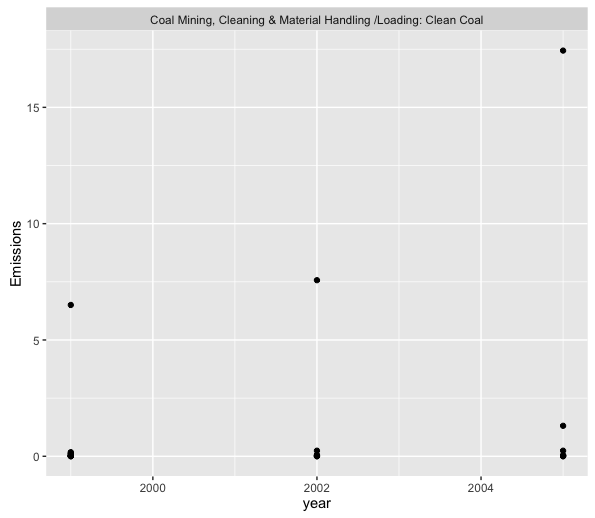 Coal Mining, Cleaning & Material Handling /Loading: Clean Coal
15
10
5
0
Emissions
2000 2002 2004
year